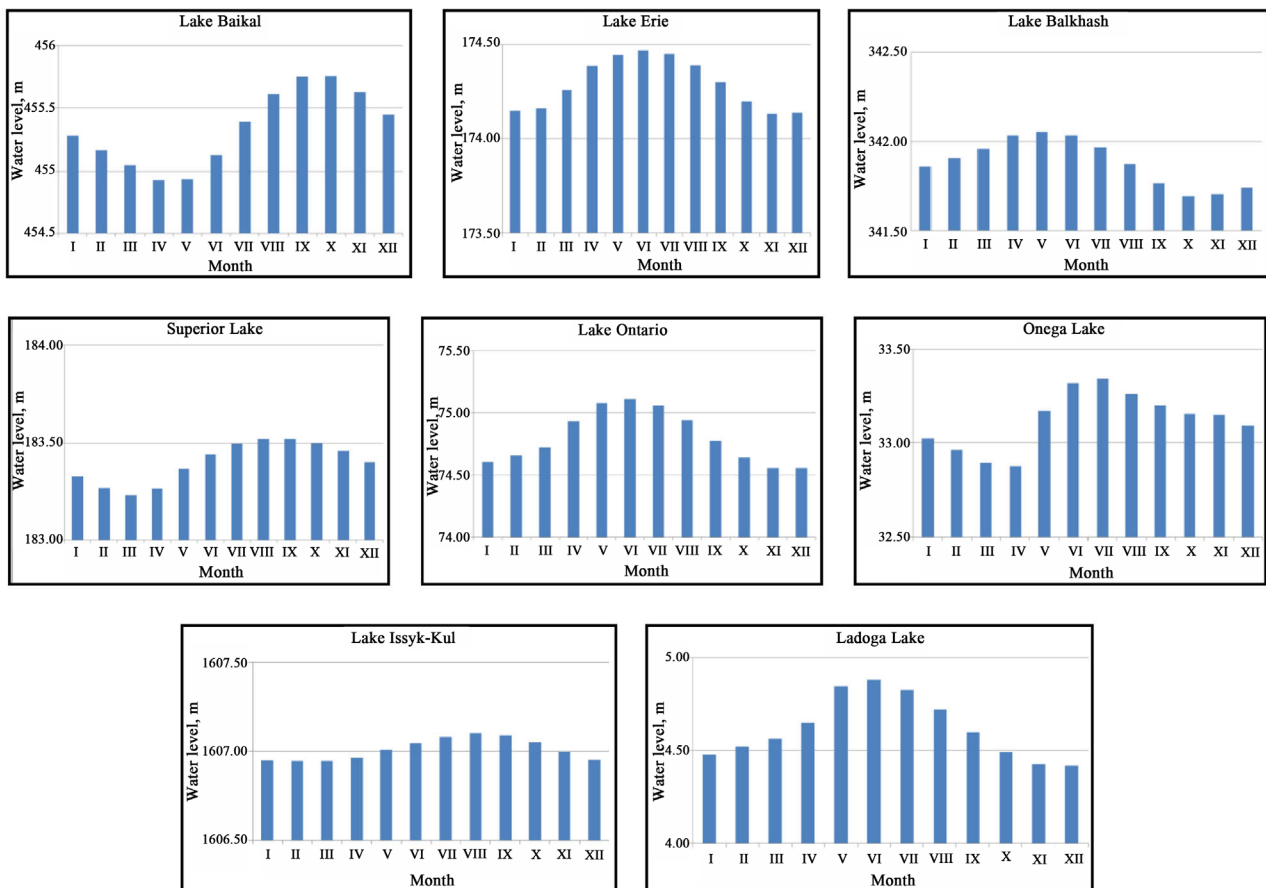 Lake Baikal
Water level, m
456
455.5
455
454.5
I II III IV V VI VII VIII IX X XI XII
Month
Lake Erie
Water level, m
174.50
174.00
173.50
I II III IV V VI VII VIII IX X XI XII
Month
Lake Balkhash
Water level, m
342.50
342.00
341.50
I II III IV V VI VII VIII IX X XI XII
Month
Superior Lake
Water level, m
184.00
183.50
183.00
I II III IV V VI VII VIII IX X XI XII
Month
Lake Ontario
Water level, m
75.50
75.00
74.50
74.00
I II III IV V VI VII VIII IX X XI XII
Month
Onega Lake
Water level, m
33.50
33.00
32.50
I II III IV V VI VII VIII IX X XI XII
Month
Lake Issyk-Kul
Water level, m
1607.50
1607.00
1606.50
I II III IV V VI VII VIII IX X XI XII
Month
Ladoga Lake
Water level, m
5.00
4.50
4.00
I II III IV V VI VII VIII IX X XI XII
Month